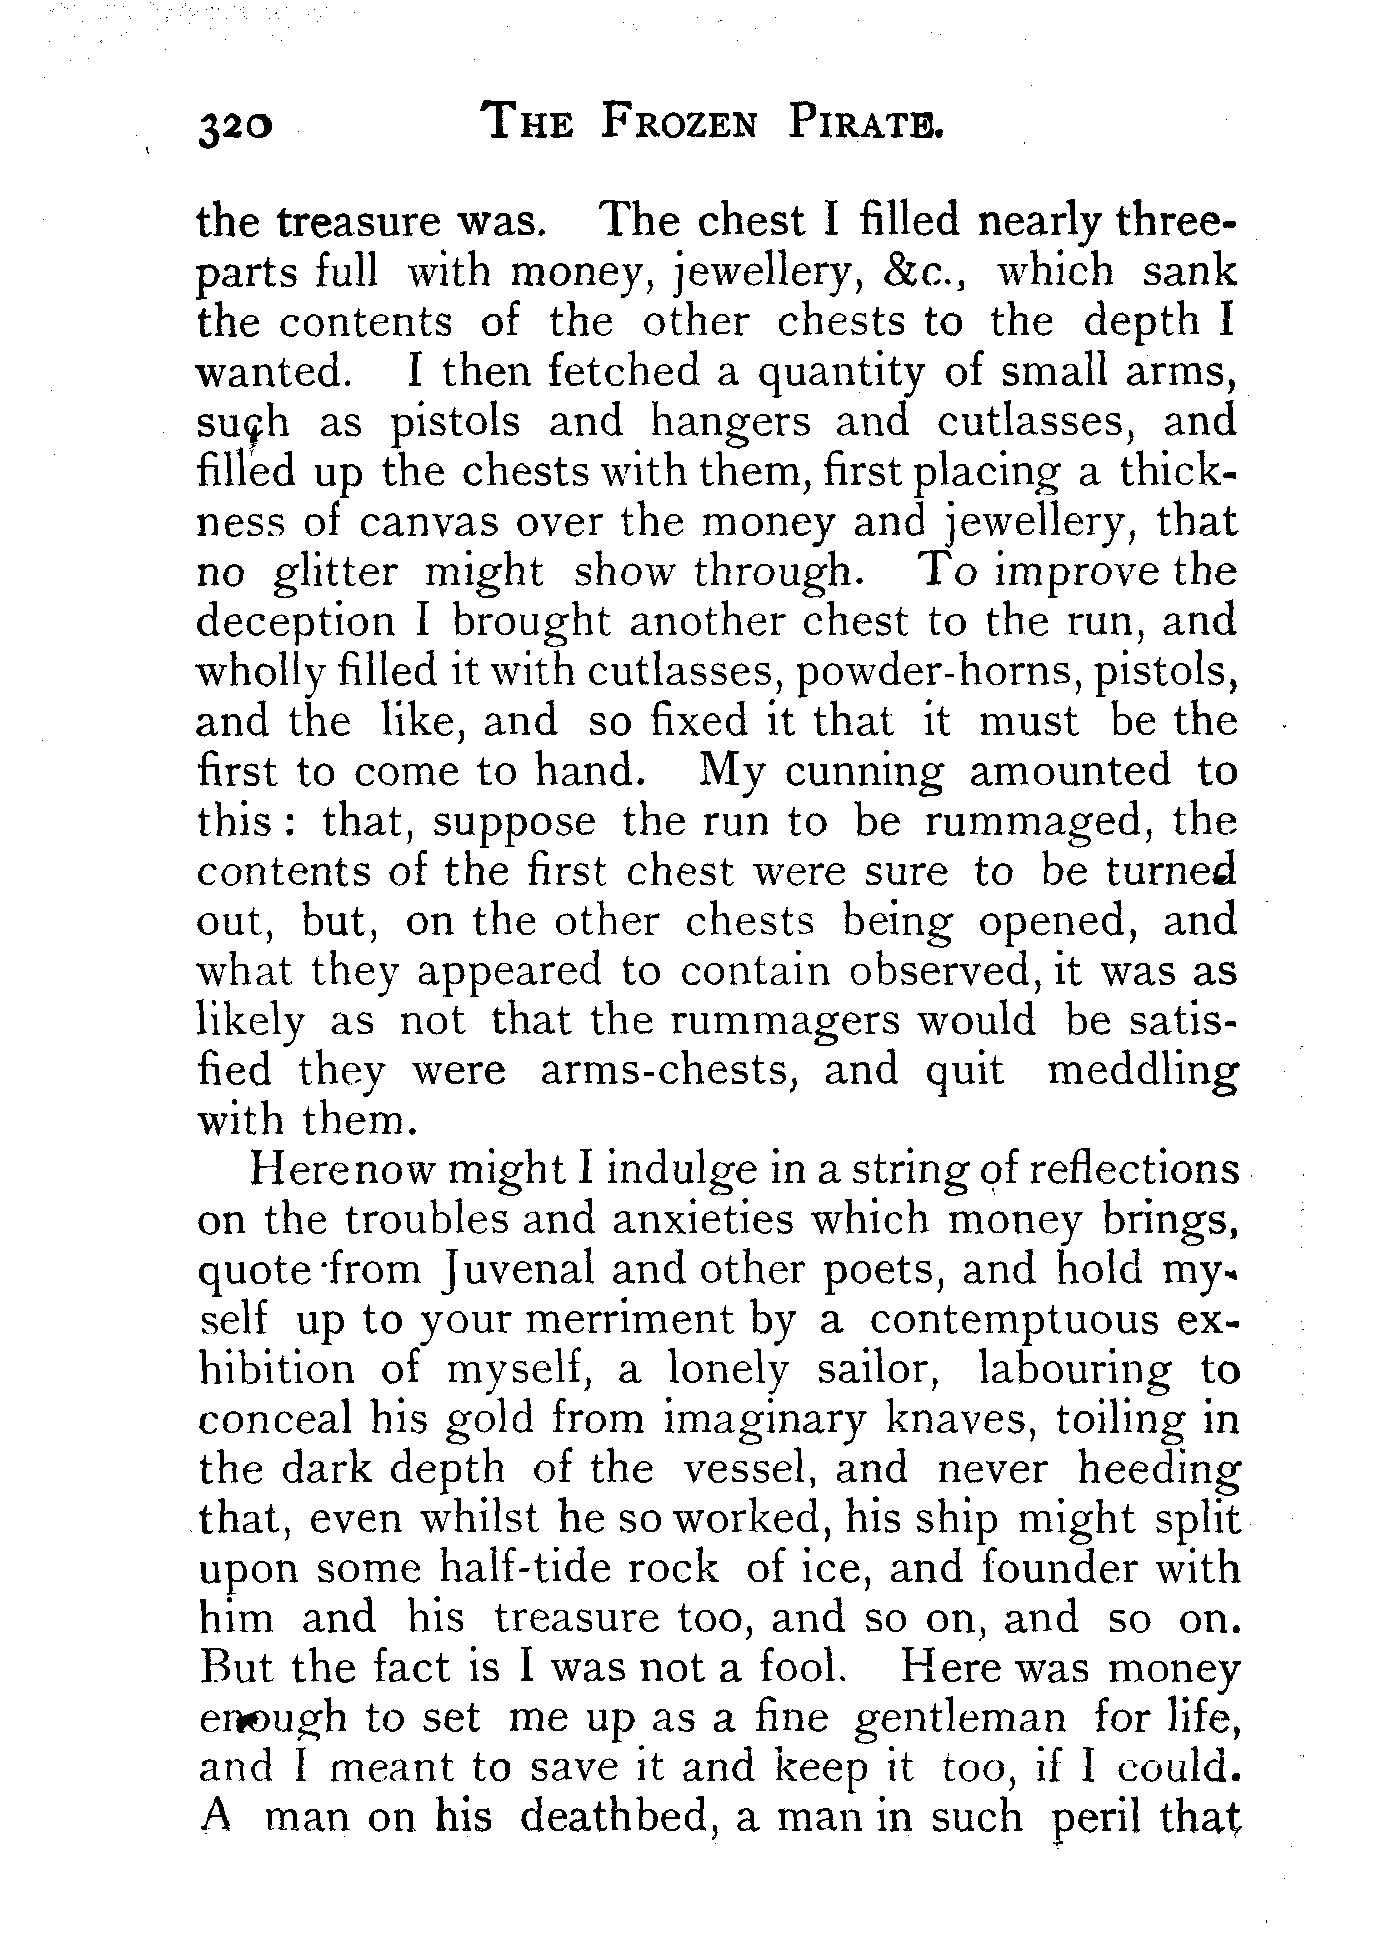 320 THE FROZEN PIRATE.
the treasure was. The chest I filled nearly three-
parts full with money, jewellery, &c., which sank
the contents of the other chests to the depth I
wanted. I then fetched a quantity of small arms,
such as pistols and hangers and cutlasses, and
filled up the chests with them, first placing a thick-
ness of canvas over the money and jewellery, that
no glitter might show through. To improve the
deception I brought another chest to the run, and
wholly filled it with cutlasses, powder-horns, pistols,
and the like, and so fixed it that it must be the
first to come to hand. My cunning amounted to
this : that, suppose the run to be rummaged, the
contents of the first chest were sure to be turned
out, but, on the other chests being opened, and
what they appeared to contain observed, it was as
likely as not that the rummagers would be satis-
fied they were arms-chests, and quit meddling
with them.
Here now might I indulge in a string of reflections
on the troubles and anxieties which money brings,
quote from Juvenal and other poets, and hold my-
self up to your merriment by a contemptuous ex-
hibition of myself, a lonely sailor, labouring to
conceal his gold from imaginary knaves, toiling in
the dark depth of the vessel, and never heeding
that, even whilst he so worked, his ship might split
upon some half-tide rock of ice, and founder with
him and his treasure too, and so on, and so on.
But the fact is I was not a fool. Here was money
enough to set me up as a fine gentleman for life,
and I meant to save it and keep it too, if I could.
A man on his deathbed, a man in such peril that